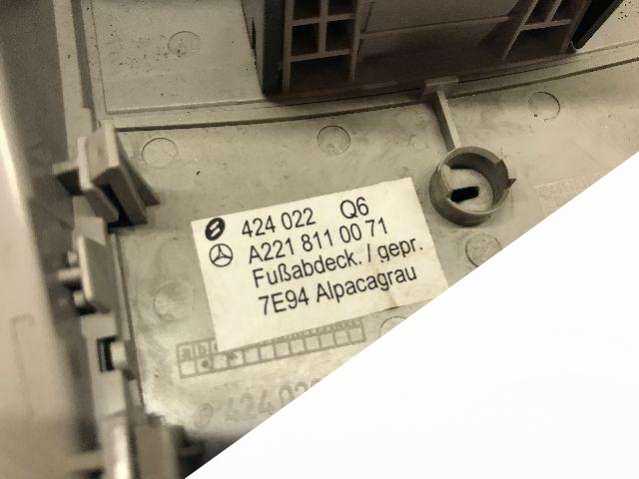 424 022 Q6
A221 811 00 71
Fußabdeck. / gepr.
7E94 Alpacagrau
a b